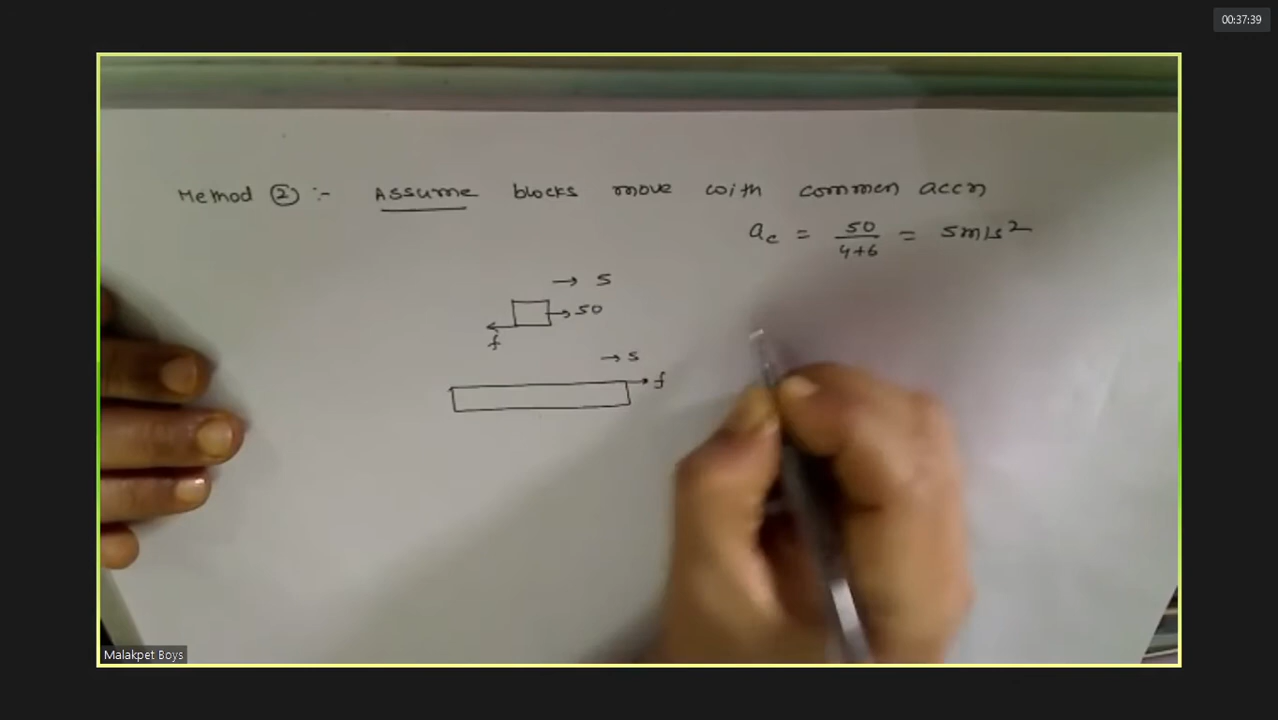 00:37:39
Method ② :- Assume blocks move with common accn
a_c = 50/(4+6) = 5m/s²
→ 5
→ 50
f
→ 5
f
Malakpet Boys